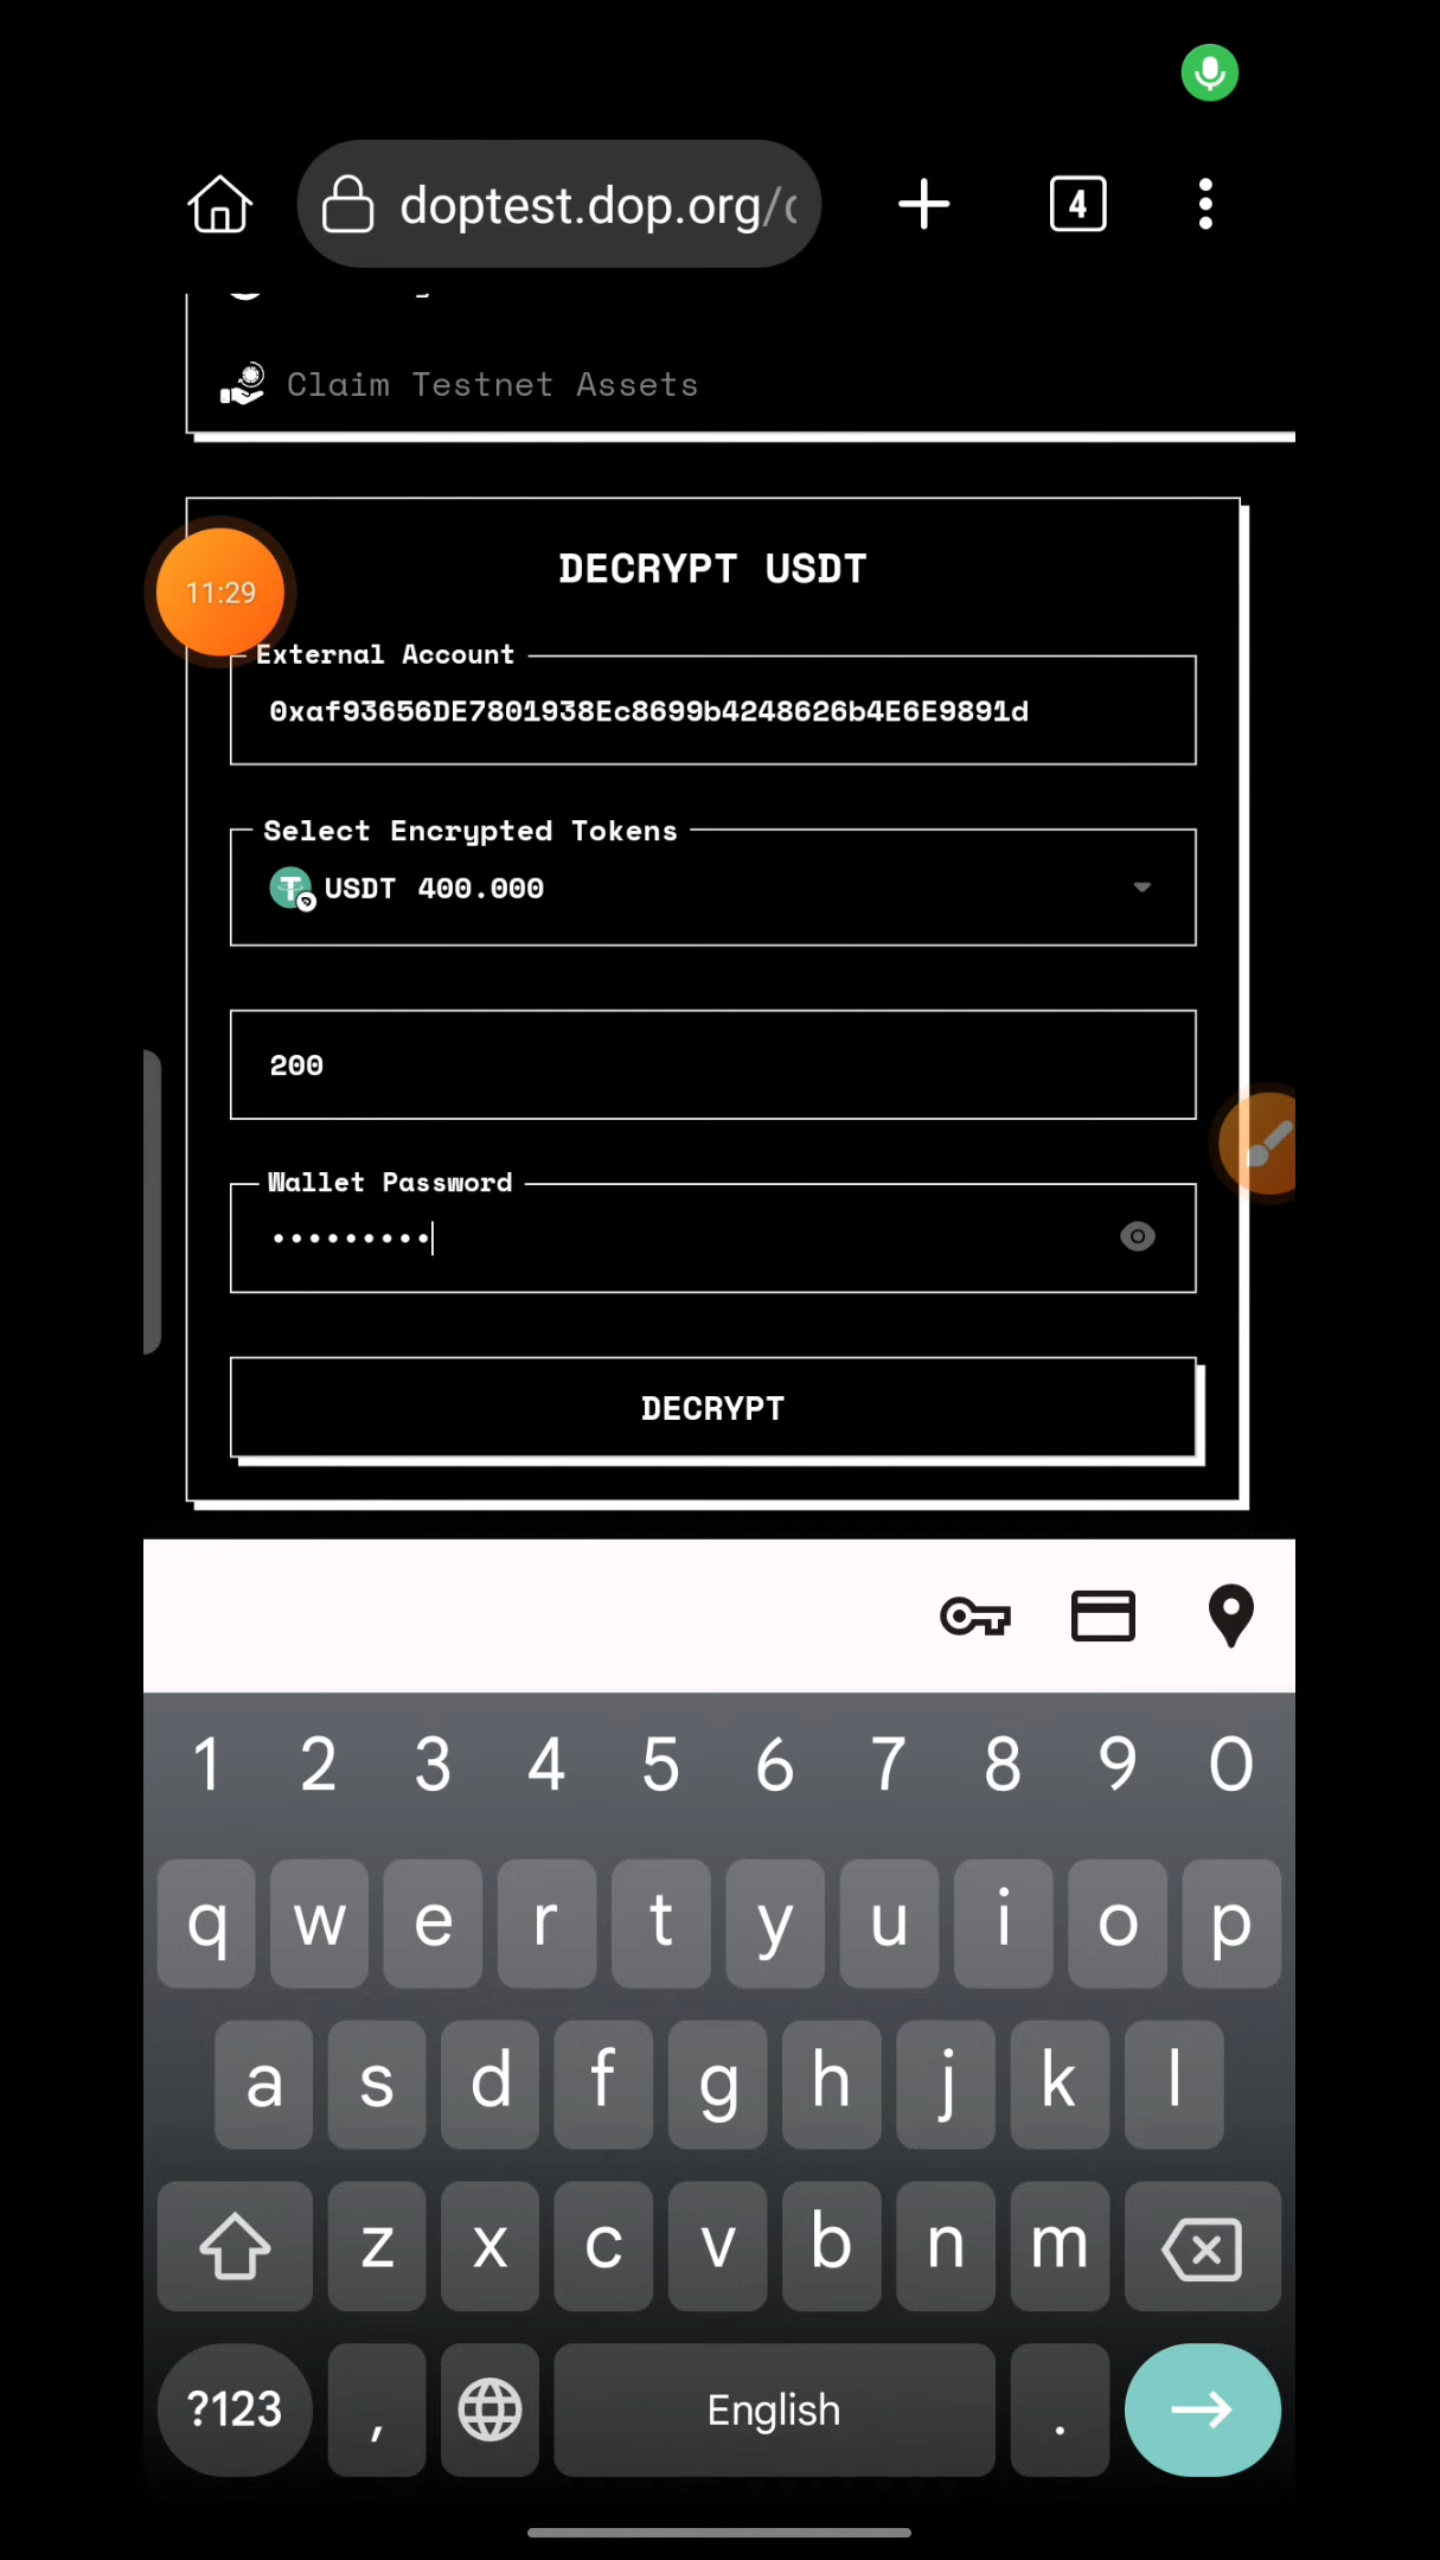 doptest.dop.org/
4
Claim Testnet Assets
DECRYPT USDT
11:29
External Account
0xaf93656DE7801938Ec8699b4248626b4E6E9891d
Select Encrypted Tokens
USDT 400.000
200
Wallet Password
•••••••••
DECRYPT
1 2 3 4 5 6 7 8 9 0
q w e r t y u i o p
a s d f g h j k l
z x c v b n m
?123 , English .